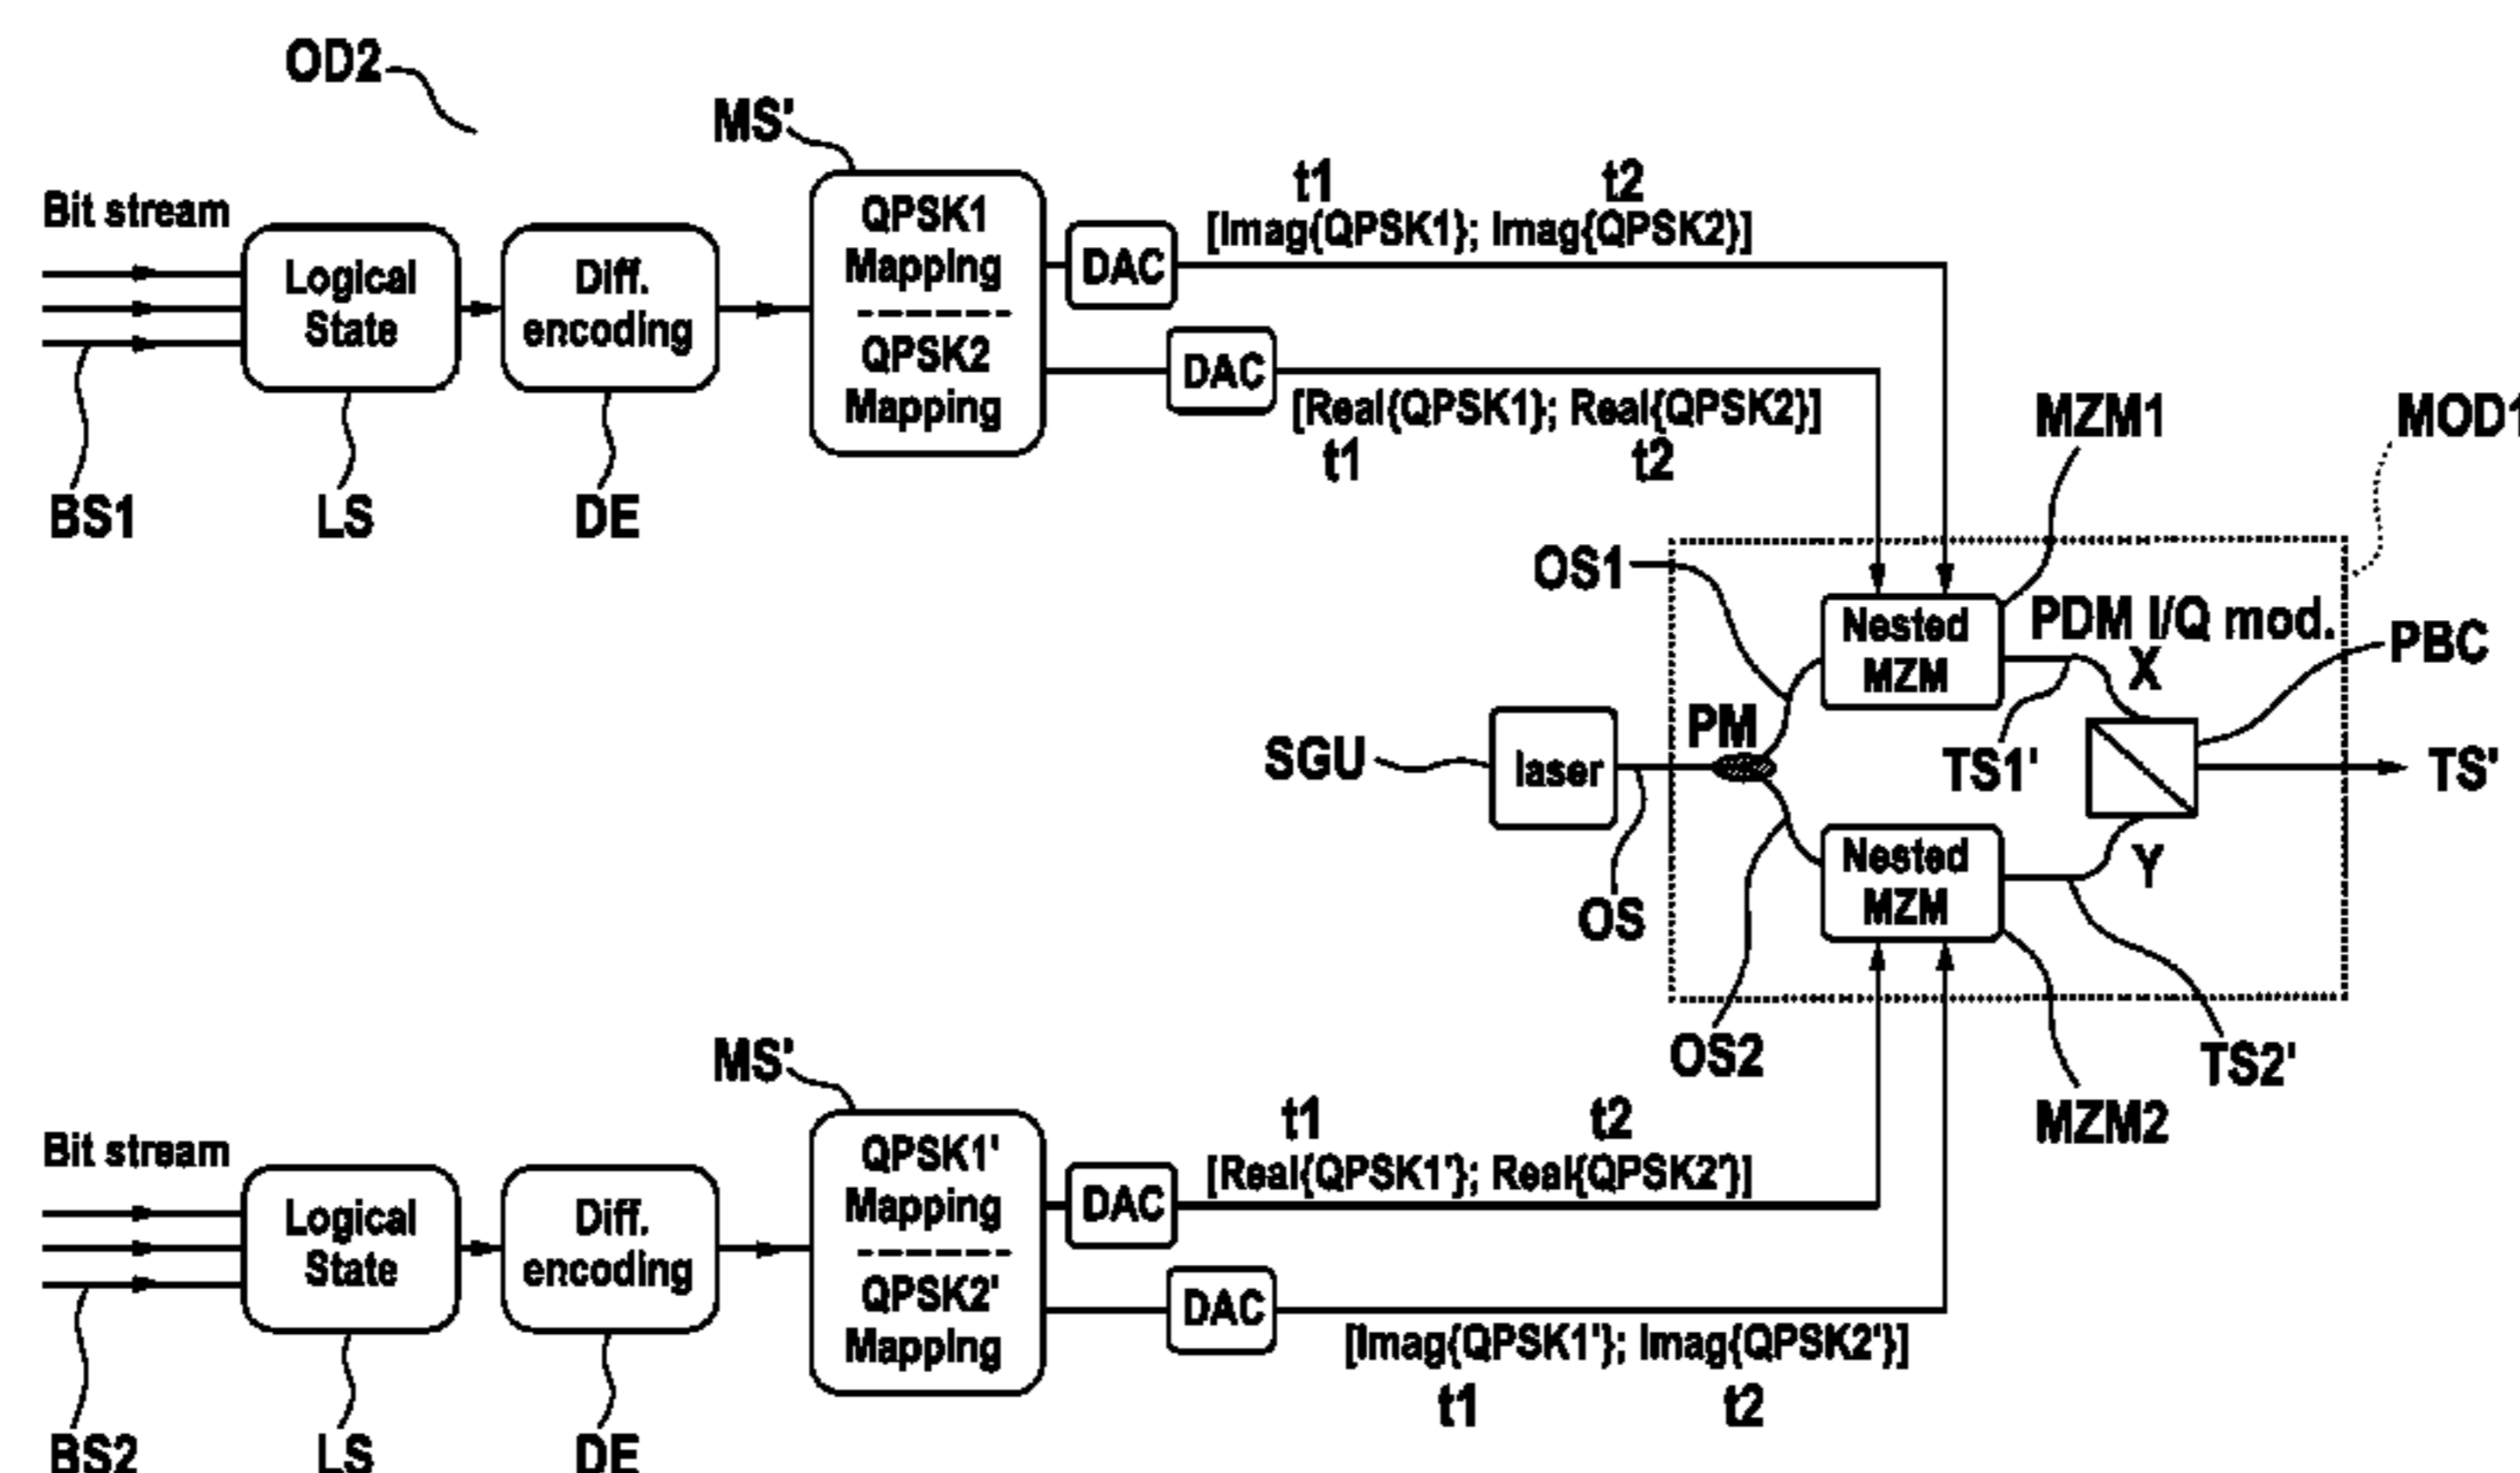 OD2
MS'
Bit stream
Logical
State
Diff.
encoding
QPSK1
Mapping
QPSK2
Mapping
DAC
t1 t2
[Imag{QPSK1}; Imag{QPSK2}]
DAC
[Real{QPSK1}; Real{QPSK2}]
t1 t2
BS1
LS
DE
MZM1
MOD1
OS1
Nested
MZM
PDM I/Q mod.
X
PBC
PM
SGU
laser
TS1'
TS'
OS
Nested
MZM
Y
OS2
TS2'
MZM2
MS'
Bit stream
Logical
State
Diff.
encoding
QPSK1'
Mapping
QPSK2'
Mapping
DAC
t1 t2
[Real{QPSK1'}; Real{QPSK2'}]
DAC
[Imag{QPSK1'}; Imag{QPSK2'}]
t1 t2
BS2
LS
DE